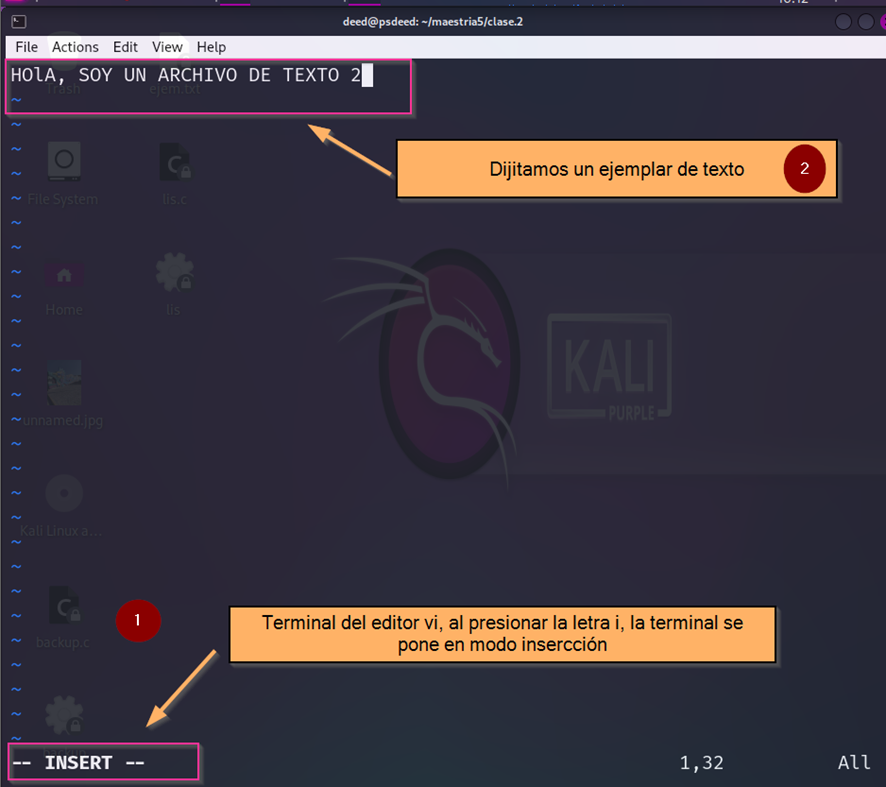 deed@psdeed: ~/maestria5/clase.2
File Actions Edit View Help
HOlA, SOY UN ARCHIVO DE TEXTO 2
Trash
ejem.txt
~
~
Dijitamos un ejemplar de texto
2
~
~
File System
lis.c
~
~
~
~
~
Home
lis
~
~
KALI
PURPLE
~
~
~
unnamed.jpg
~
~
~
~
Kali Linux a...
~
~
~
1
Terminal del editor vi, al presionar la letra i, la terminal se
pone en modo insercción
~
backup.c
~
~
~
~
~
-- INSERT --
1,32
All